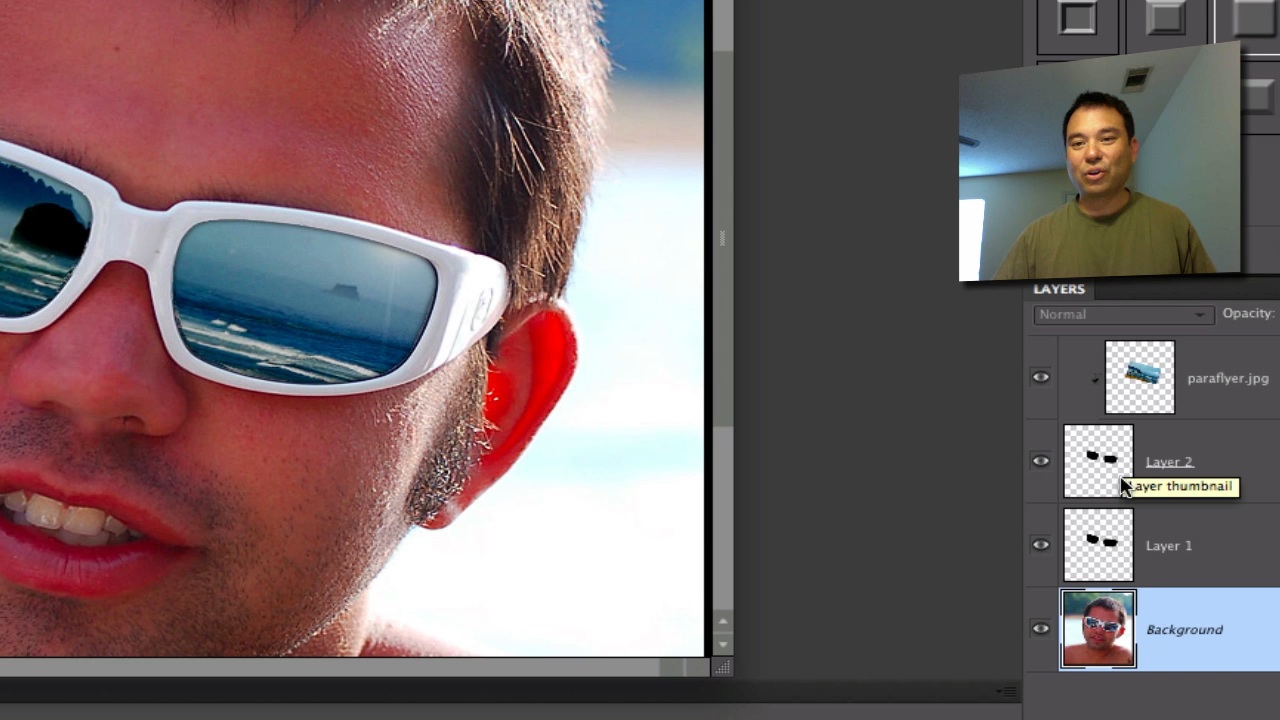 LAYERS
Normal
Opacity:
paraflyer.jpg
Layer 2
Layer thumbnail
Layer 1
Background